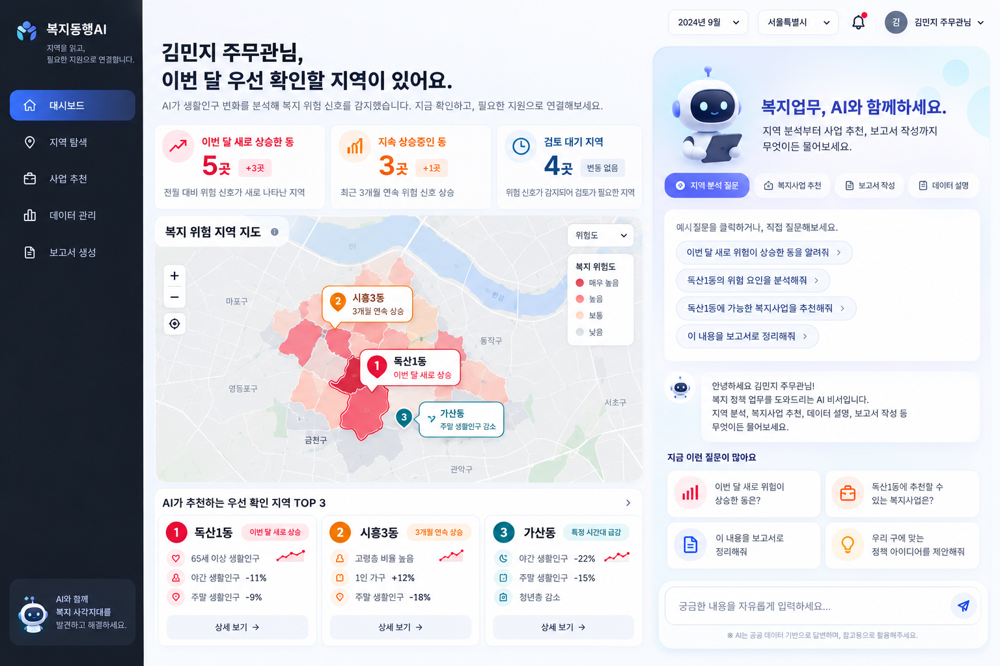 복지동행AI
지역을 읽고,
필요한 지원으로 연결합니다.
대시보드
지역 탐색
사업 추천
데이터 관리
보고서 생성
AI와 함께
복지 사각지대를
발견하고 해결하세요.
2024년 9월
서울특별시
김
김민지 주무관님
김민지 주무관님,
이번 달 우선 확인할 지역이 있어요.
AI가 생활인구 변화를 분석해 복지 위험 신호를 감지했습니다. 지금 확인하고, 필요한 지원으로 연결해보세요.
이번 달 새로 상승한 동
5곳 +3곳
전월 대비 위험 신호가 새로 나타난 지역
지속 상승중인 동
3곳 +1곳
최근 3개월 연속 위험 신호 상승
검토 대기 지역
4곳 변동 없음
위험 신호가 감지되어 검토가 필요한 지역
복지 위험 지역 지도
위험도
복지 위험도
매우 높음
높음
보통
낮음
마포구
동작구
영등포구
서초구
금천구
관악구
2
시흥3동
3개월 연속 상승
1
독산1동
이번 달 새로 상승
3
가산동
주말 생활인구 감소
AI가 추천하는 우선 확인 지역 TOP 3
1 독산1동 이번 달 새로 상승
65세 이상 생활인구
야간 생활인구 -11%
주말 생활인구 -9%
상세 보기 →
2 시흥3동 3개월 연속 상승
고령층 비율 높음
1인 가구 +12%
주말 생활인구 -18%
상세 보기 →
3 가산동 특정 시간대 급감
야간 생활인구 -22%
주말 생활인구 -15%
청년층 감소
상세 보기 →
복지업무, AI와 함께하세요.
지역 분석부터 사업 추천, 보고서 작성까지
무엇이든 물어보세요.
지역 분석 질문
복지사업 추천
보고서 작성
데이터 설명
예시질문을 클릭하거나, 직접 질문해보세요.
이번 달 새로 위험이 상승한 동을 알려줘
독산1동의 위험 요인을 분석해줘
독산1동에 가능한 복지사업을 추천해줘
이 내용을 보고서로 정리해줘
안녕하세요 김민지 주무관님!
복지 정책 업무를 도와드리는 AI 비서입니다.
지역 분석, 복지사업 추천, 데이터 설명, 보고서 작성 등
무엇이든 물어보세요.
지금 이런 질문이 많아요
이번 달 새로 위험이
상승한 동은?
독산1동에 추천할 수
있는 복지사업은?
이 내용을 보고서로
정리해줘
우리 구에 맞는
정책 아이디어를 제안해줘
궁금한 내용을 자유롭게 입력하세요...
※ AI는 공공 데이터 기반으로 답변하며, 참고용으로 활용해주세요.